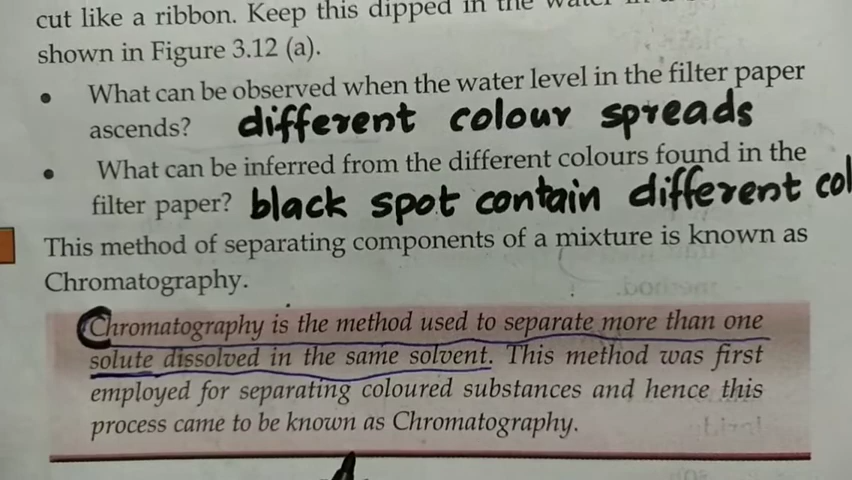 cut like a ribbon. Keep this dipped in the water in a
shown in Figure 3.12 (a).
• What can be observed when the water level in the filter paper
ascends? different colour spreads
• What can be inferred from the different colours found in the
filter paper? black spot contain different col
This method of separating components of a mixture is known as
Chromatography.
Chromatography is the method used to separate more than one
solute dissolved in the same solvent. This method was first
employed for separating coloured substances and hence this
process came to be known as Chromatography.